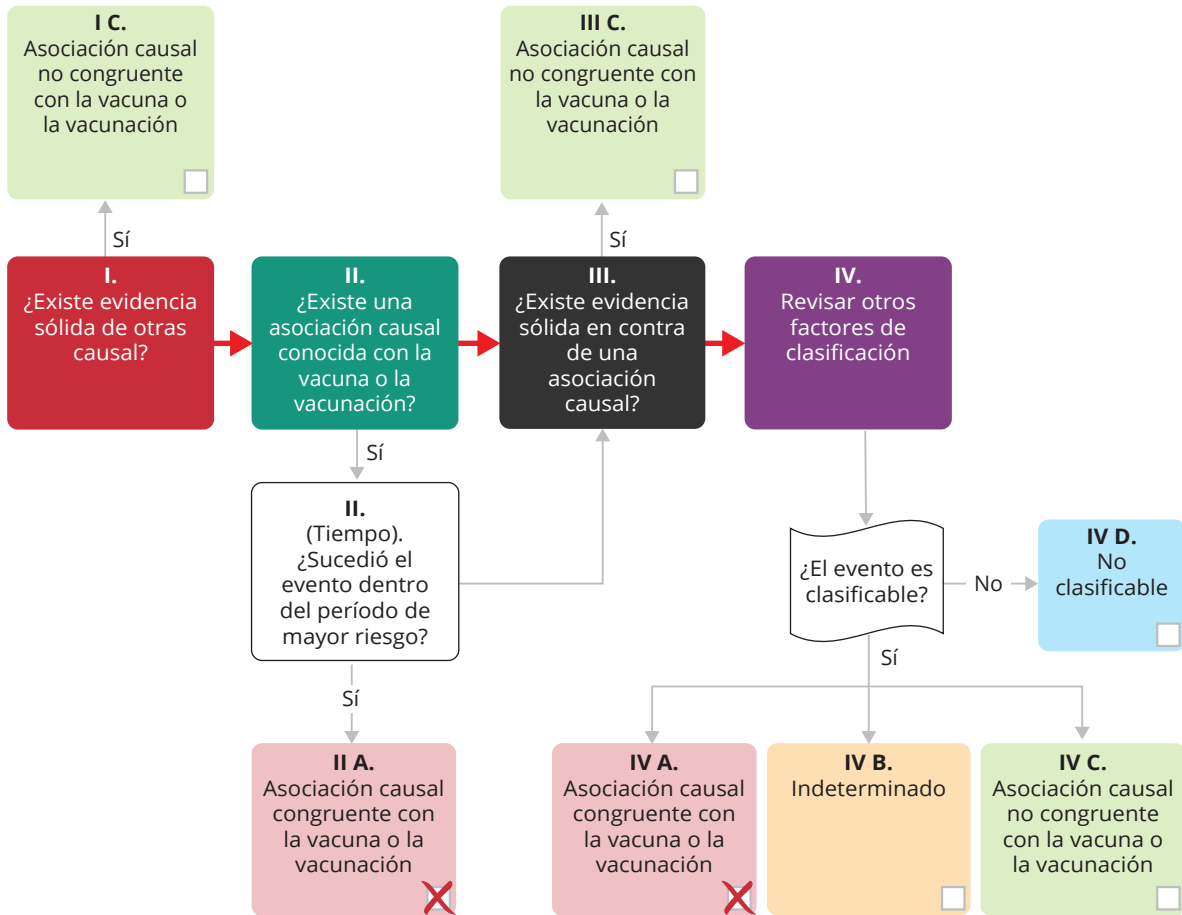 I C.
Asociación causal
no congruente
con la vacuna o
la vacunación
III C.
Asociación causal
no congruente con
la vacuna o la
vacunación
Sí
Sí
I.
¿Existe evidencia
sólida de otras
causal?
II.
¿Existe una
asociación causal
conocida con la
vacuna o la
vacunación?
III.
¿Existe evidencia
sólida en contra
de una
asociación
causal?
IV.
Revisar otros
factores de
clasificación
Sí
II.
(Tiempo).
¿Sucedió el
evento dentro
del período de
mayor riesgo?
¿El evento es
clasificable?
No
IV D.
No
clasificable
Sí
Sí
II A.
Asociación causal
congruente con
la vacuna o la
vacunación
IV A.
Asociación causal
congruente con
la vacuna o la
vacunación
IV B.
Indeterminado
IV C.
Asociación causal
no congruente
con la vacuna o
la vacunación